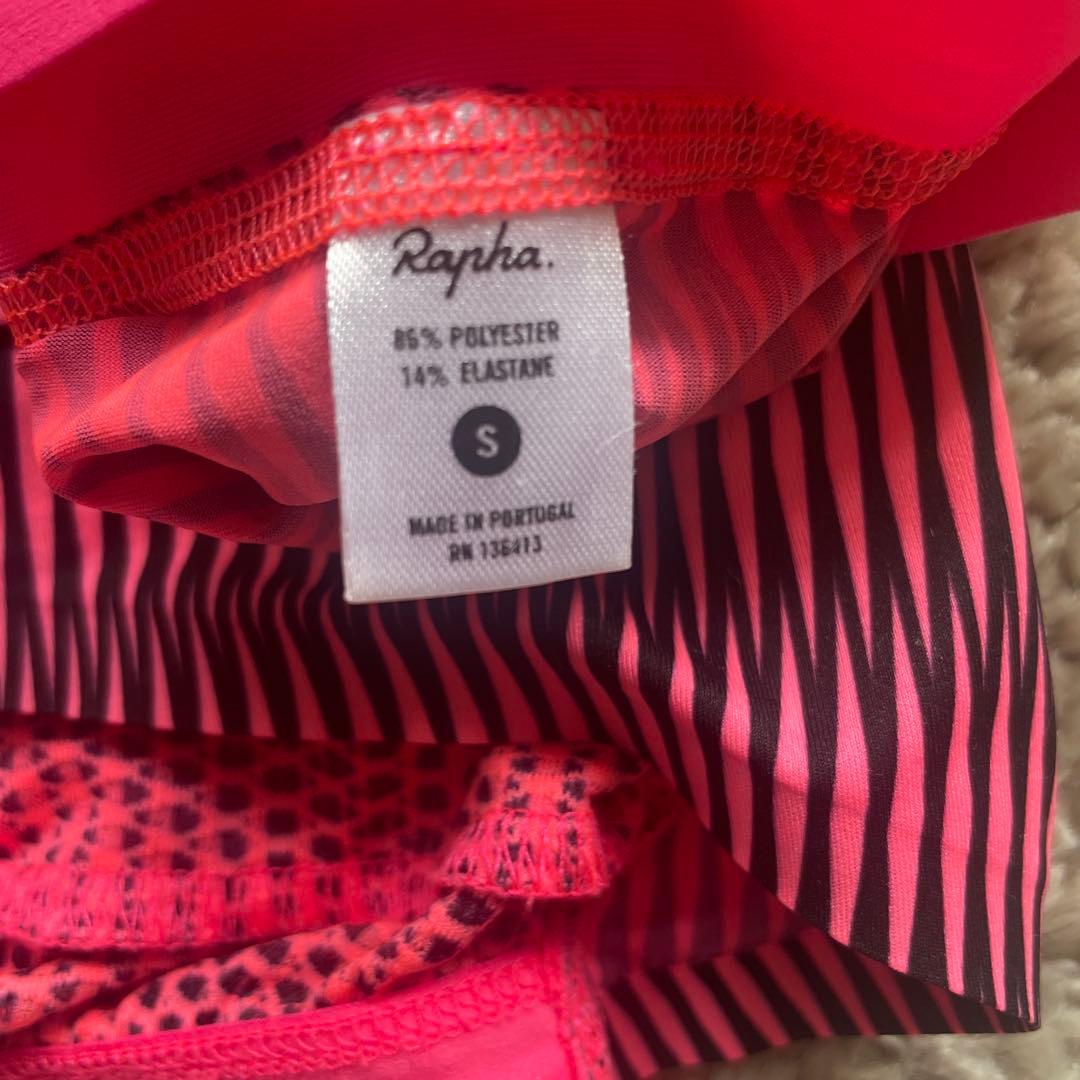 Rapha.
86% POLYESTER
14% ELASTANE
S
MADE IN PORTUGAL
RN 136413